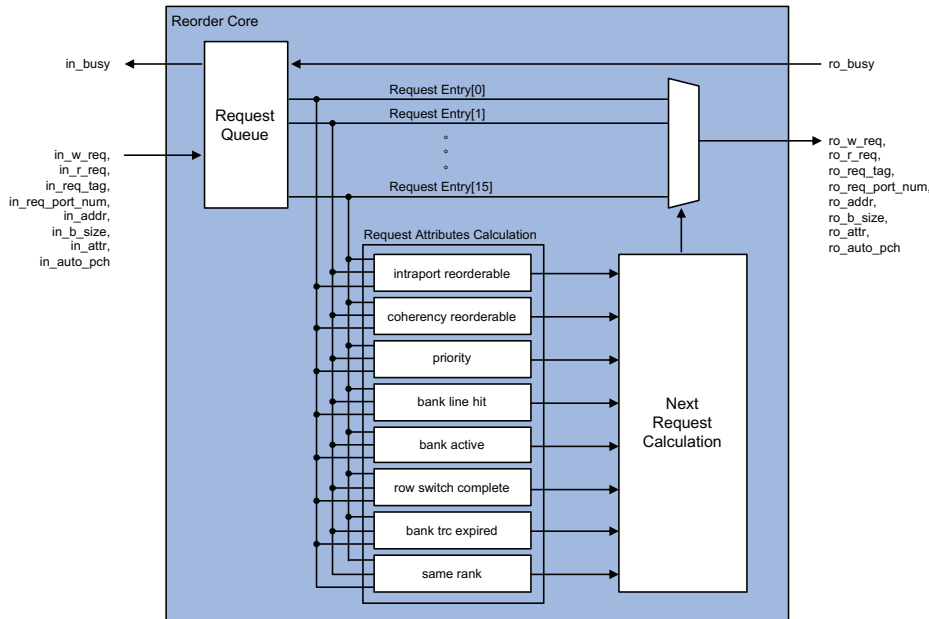 Reorder Core
in_busy
ro_busy
Request
Queue
Request Entry[0]
Request Entry[1]
Request Entry[15]
in_w_req,
in_r_req,
in_req_tag,
in_req_port_num,
in_addr,
in_b_size,
in_attr,
in_auto_pch
ro_w_req,
ro_r_req,
ro_req_tag,
ro_req_port_num,
ro_addr,
ro_b_size,
ro_attr,
ro_auto_pch
Request Attributes Calculation
intraport reorderable
coherency reorderable
priority
bank line hit
bank active
row switch complete
bank trc expired
same rank
Next
Request
Calculation